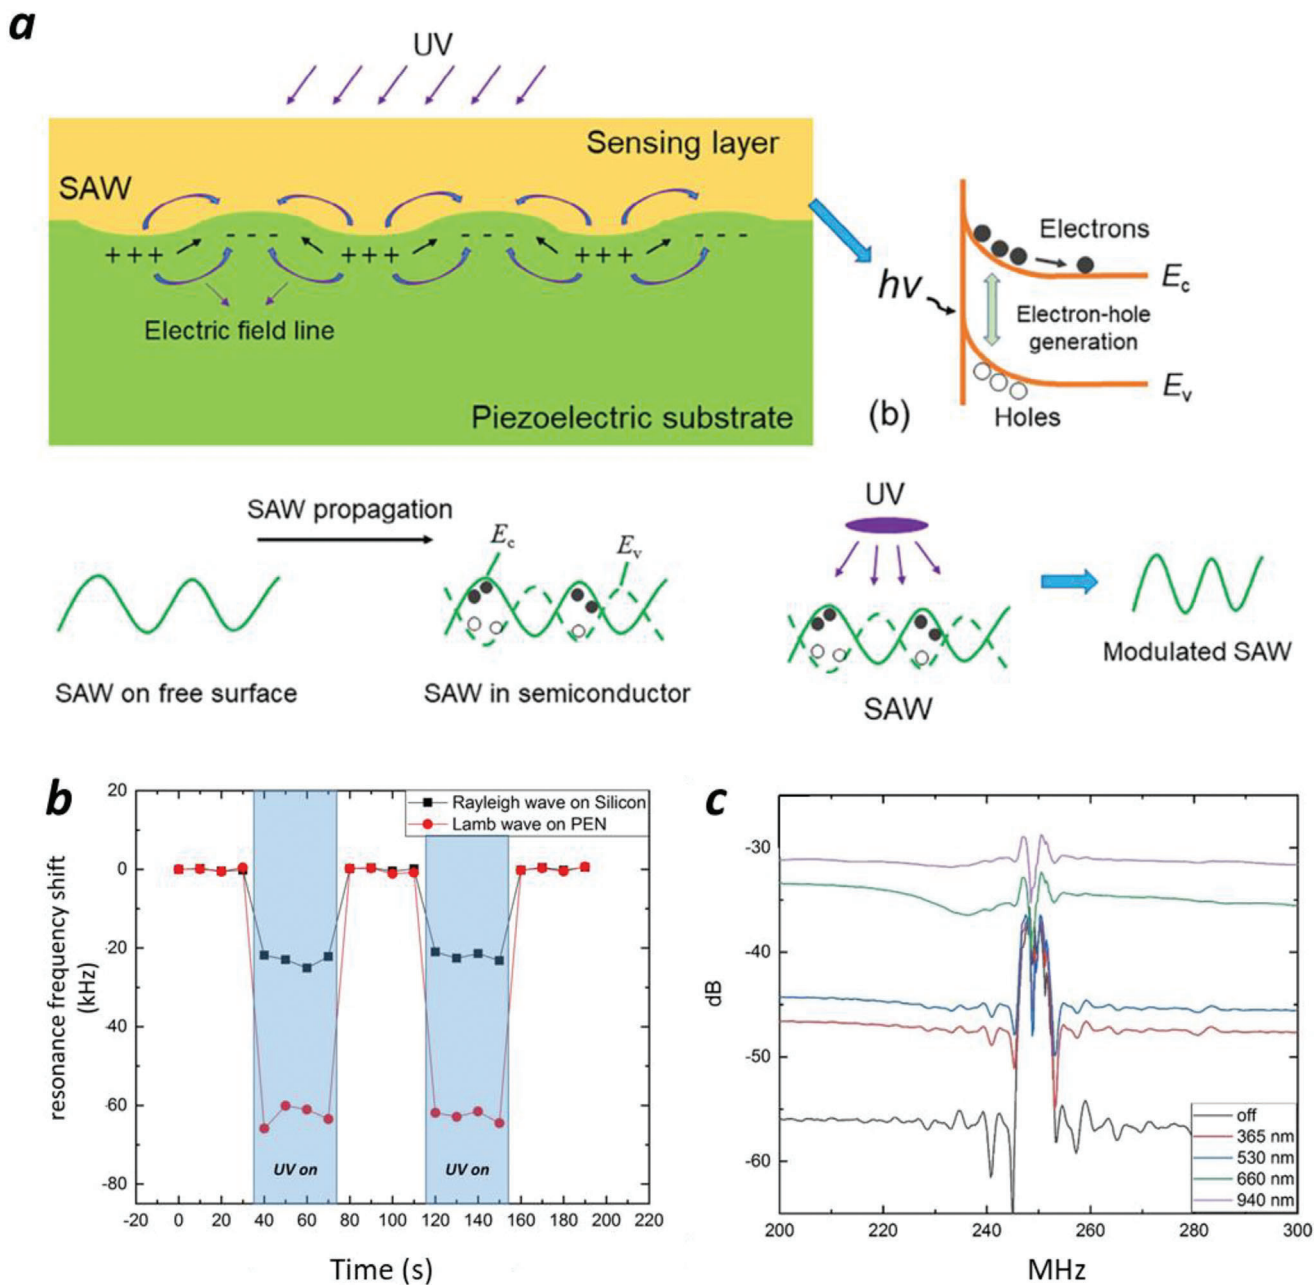 a
UV
Sensing layer
SAW
+++ - - - +++ - - - +++ - - -
Electric field line
Piezoelectric substrate
hv
Electrons
Ec
Electron-hole
generation
Ev
(b)
Holes
SAW propagation
Ec
Ev
UV
SAW on free surface
SAW in semiconductor
SAW
Modulated SAW
b
Rayleigh wave on Silicon
Lamb wave on PEN
resonance frequency shift
(kHz)
20
0
-20
-40
-60
-80
UV on
UV on
-20 0 20 40 60 80 100 120 140 160 180 200 220
Time (s)
c
dB
-30
-40
-50
-60
off
365 nm
530 nm
660 nm
940 nm
200 220 240 260 280 300
MHz